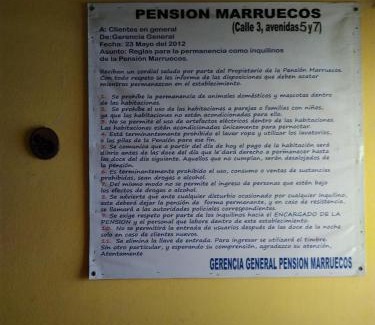 PENSION MARRUECOS
(Calle 3, avenidas 5 y 7)
A: Clientes en general
De: Gerencia General
Fecha: 23 Mayo del 2012
Asunto: Reglas para la permanencia como inquilinos
de la Pensión Marruecos.
Reciban un cordial saludo por parte del Propietario de la Pensión Marruecos.
Con todo respeto se les informa de las disposiciones que deben acatar
mientras permanezcan en el establecimiento.
1. Se prohíbe la permanencia de animales domésticos y mascotas dentro
de las habitaciones.
2. Se prohíbe el uso de las habitaciones a parejas o familias con niños,
ya que las habitaciones no están acondicionadas para ello.
3. No se permite el uso de artefactos eléctricos dentro de las habitaciones.
Las habitaciones están acondicionadas únicamente para pernoctar.
4. Está terminantemente prohibido el lavar ropa y utilizar los lavatorios,
o las pilas de la Pensión para ese fin.
5. Se comunica que a partir del día de hoy el pago de la habitación será
diario antes de las doce del día que le dará derecho a permanecer hasta
las doce del día siguiente. Aquellos que no cumplan, serán desalojados de
la pensión.
6. Es terminantemente prohibido el uso, consumo o ventas de sustancias
prohibidas, sean drogas o alcohol.
7. Del mismo modo no se permite el ingreso de personas que estén bajo
los efectos de drogas o alcohol.
8. Se advierte que ante cualquier disturbio ocasionado por cualquier inquilino,
este deberá dejar la pensión de forma permanente, y en caso de resistencia,
se llamará a las autoridades policiales correspondientes.
9. Se exige respeto por parte de los inquilinos hacia el ENCARGADO DE LA
PENSION y el personal que labore dentro de este establecimiento.
10. No se permitirá la entrada de usuarios después de las doce de la noche
solo en caso de clientes nuevos.
11. Se elimina la llave de entrada. Para ingresar se utilizará el timbre.
Sin otro particular, y esperando su comprensión, agradezco su atención.
Atentamente
GERENCIA GENERAL PENSION MARRUECOS